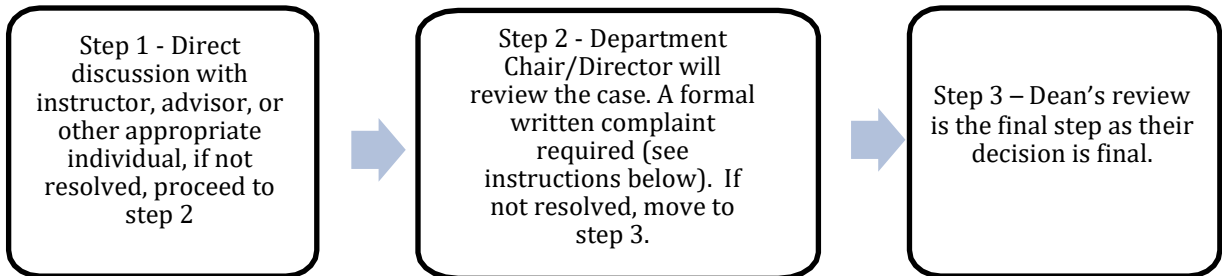 Step 1 - Direct
discussion with
instructor, advisor, or
other appropriate
individual, if not
resolved, proceed to
step 2
Step 2 - Department
Chair/Director will
review the case. A formal
written complaint
required (see
instructions below).  If
not resolved, move to
step 3.
Step 3 – Dean’s review
is the final step as their
decision is final.